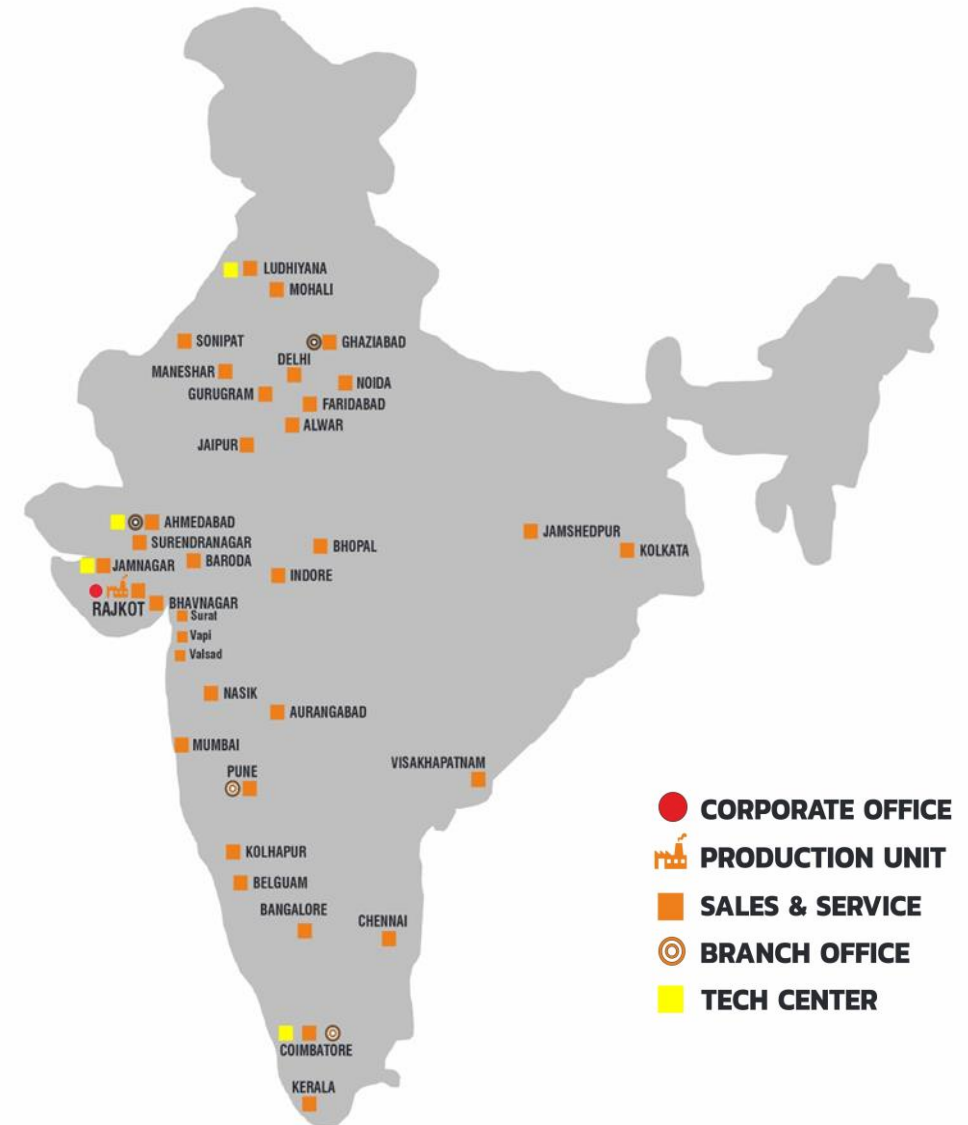 LUDHIYANA
MOHALI
SONIPAT
GHAZIABAD
DELHI
MANESHAR
NOIDA
GURUGRAM
FARIDABAD
ALWAR
JAIPUR
AHMEDABAD
SURENDRANAGAR
JAMSHEDPUR
BHOPAL
KOLKATA
BARODA
JAMNAGAR
INDORE
BHAVNAGAR
RAJKOT
Surat
Vapi
Valsad
NASIK
AURANGABAD
MUMBAI
VISAKHAPATNAM
PUNE
KOLHAPUR
BELGUAM
BANGALORE
CHENNAI
COIMBATORE
KERALA
CORPORATE OFFICE
PRODUCTION UNIT
SALES & SERVICE
BRANCH OFFICE
TECH CENTER